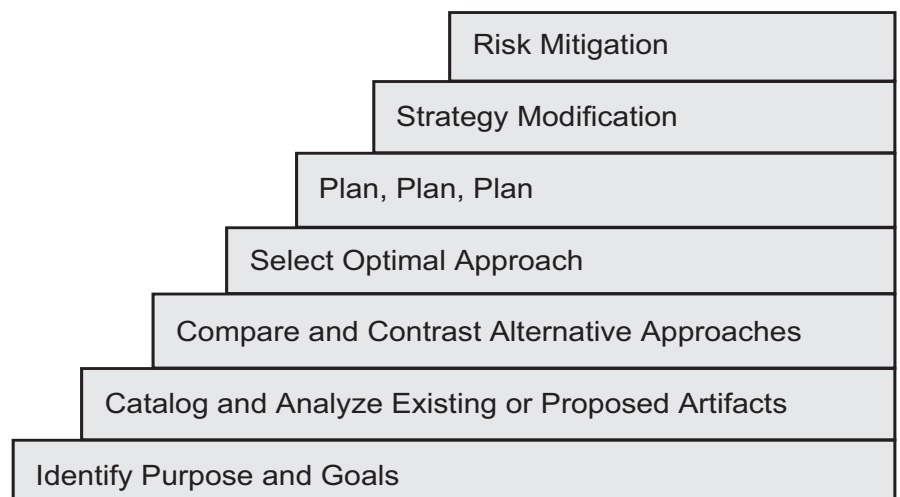 Risk Mitigation
Strategy Modification
Plan, Plan, Plan
Select Optimal Approach
Compare and Contrast Alternative Approaches
Catalog and Analyze Existing or Proposed Artifacts
Identify Purpose and Goals